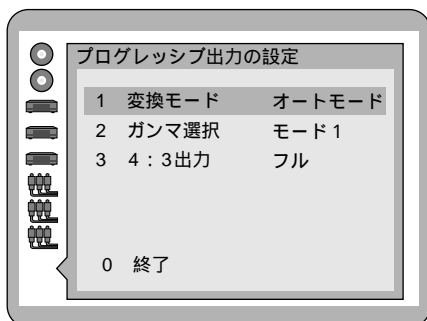 プログレッシブ出力の設定
1 変換モード オートモード
2 ガンマ選択 モード1
3 4：3出力 フル
0 終了